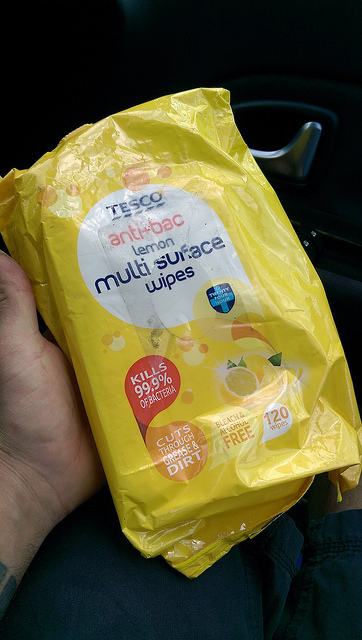 TESCO
anti-bac
lemon
multi surface
wipes
KILLS
99.9%
OF BACTERIA
CUTS
THROUGH
GREASE &
DIRT
BLEACH &
ALCOHOL
FREE
120
wipes